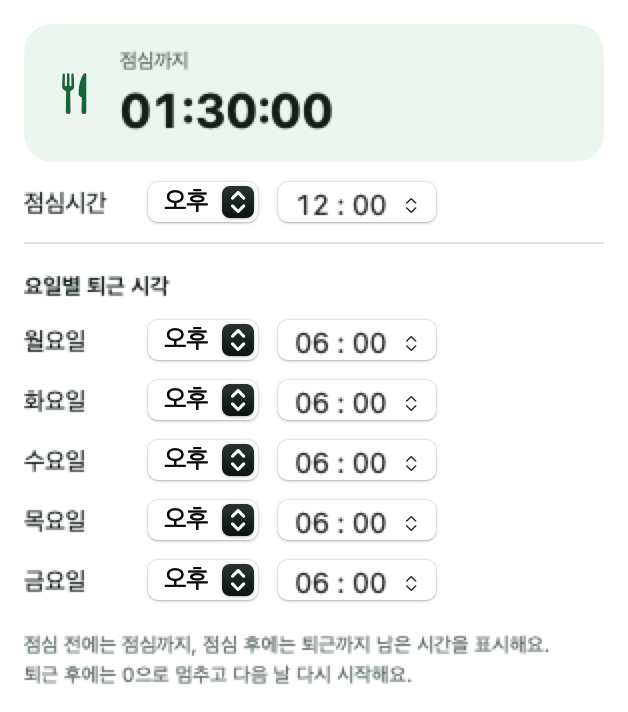 점심까지
01:30:00
점심시간 오후 12 : 00
요일별 퇴근 시각
월요일 오후 06 : 00
화요일 오후 06 : 00
수요일 오후 06 : 00
목요일 오후 06 : 00
금요일 오후 06 : 00
점심 전에는 점심까지, 점심 후에는 퇴근까지 남은 시간을 표시해요.
퇴근 후에는 0으로 멈추고 다음 날 다시 시작해요.